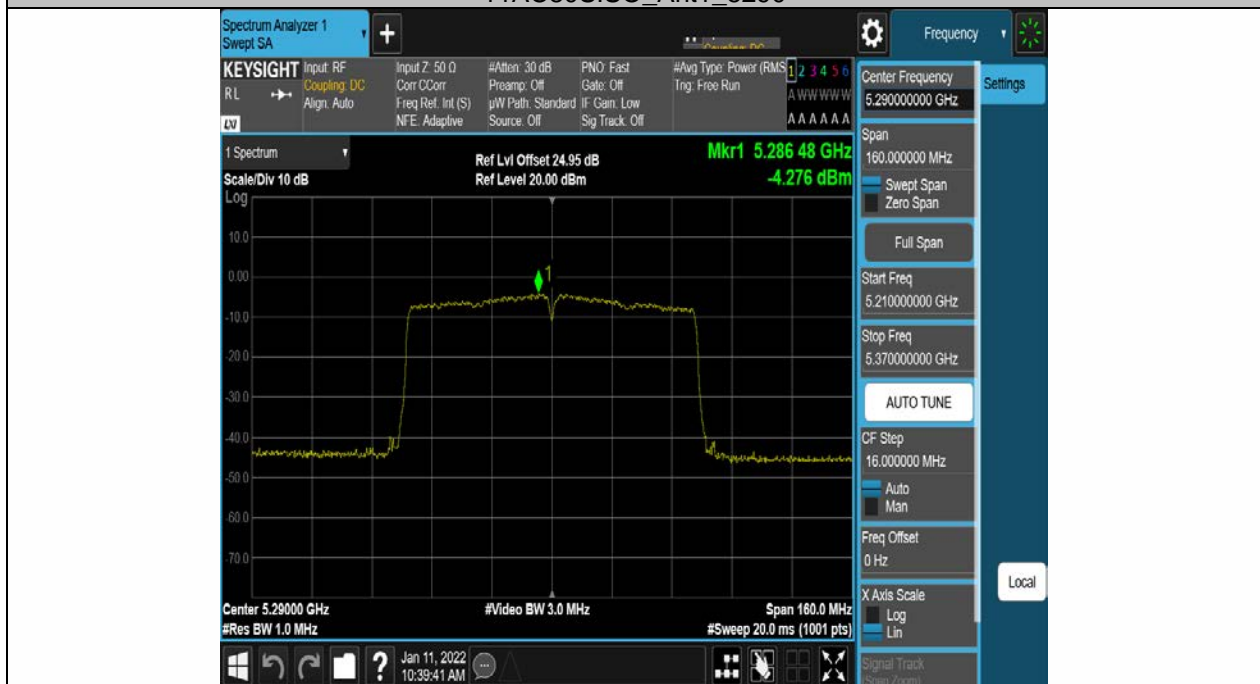 Spectrum Analyzer 1
Swept SA
+
Frequency
KEYSIGHT
RL
LXI
Input: RF
Coupling: DC
Align: Auto
Input Z: 50 Ω
Corr CCorr
Freq Ref: Int (S)
NFE: Adaptive
#Atten: 30 dB
Preamp: Off
µW Path: Standard
Source: Off
PNO: Fast
Gate: Off
IF Gain: Low
Sig Track: Off
#Avg Type: Power (RMS
Trig: Free Run
1 2 3 4 5 6
A W W W W W
A A A A A A
1 Spectrum
Scale/Div 10 dB
Log
Ref Lvl Offset 24.95 dB
Ref Level 20.00 dBm
Mkr1 5.286 48 GHz
-4.276 dBm
1
10.0
0.00
-10.0
-20.0
-30.0
-40.0
-50.0
-60.0
-70.0
Center 5.29000 GHz
#Res BW 1.0 MHz
#Video BW 3.0 MHz
Span 160.0 MHz
#Sweep 20.0 ms (1001 pts)
Jan 11, 2022
10:39:41 AM
?
Center Frequency
5.290000000 GHz
Span
160.000000 MHz
Swept Span
Zero Span
Full Span
Start Freq
5.210000000 GHz
Stop Freq
5.370000000 GHz
AUTO TUNE
CF Step
16.000000 MHz
Auto
Man
Freq Offset
0 Hz
X Axis Scale
Log
Lin
Signal Track
(Span Zoom)
Settings
Local